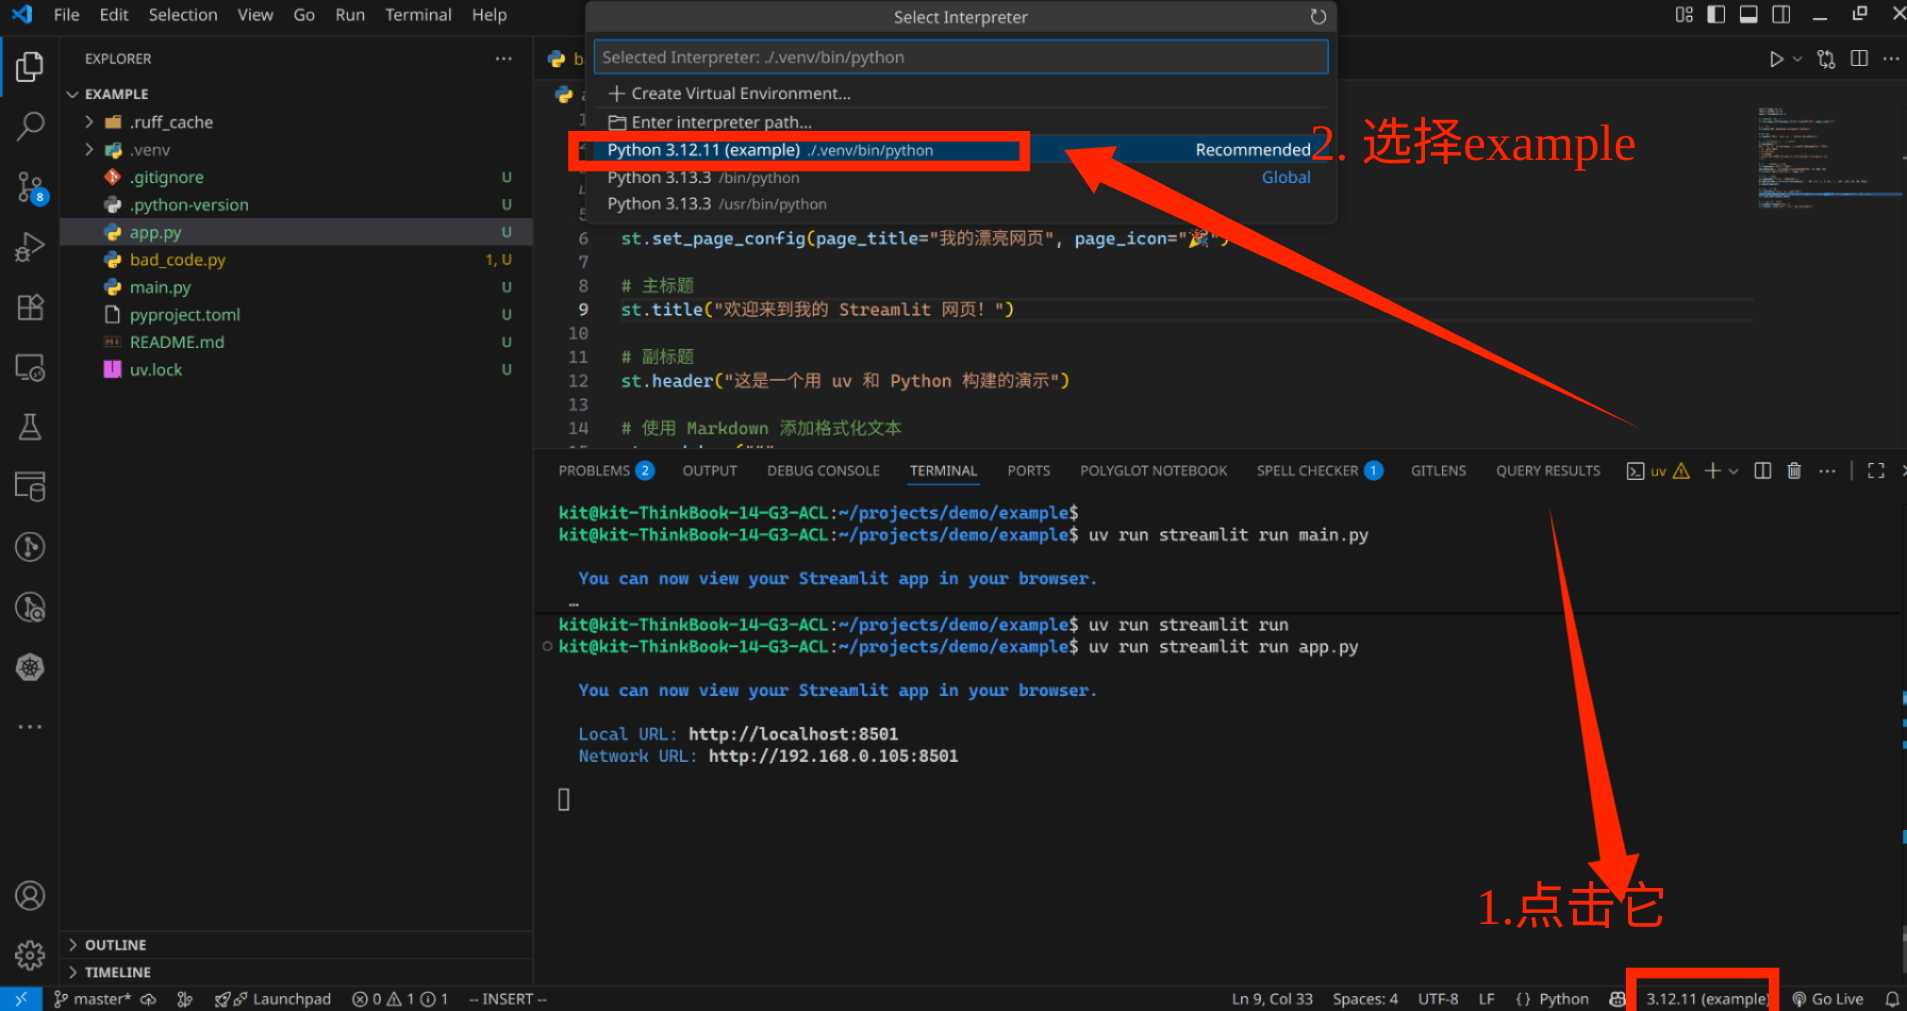 File Edit Selection View Go Run Terminal Help
Select Interpreter
EXPLORER
Selected Interpreter: ./.venv/bin/python
EXAMPLE
Create Virtual Environment...
.ruff_cache
Enter interpreter path...
.venv
Python 3.12.11 (example) ./.venv/bin/python Recommended
2. 选择example
.gitignore U
Python 3.13.3 /bin/python Global
.python-version U
Python 3.13.3 /usr/bin/python
app.py U
bad_code.py 1, U
main.py U
pyproject.toml U
README.md U
uv.lock U
5
6 st.set_page_config(page_title="我的漂亮网页", page_icon="🎉")
7
8 # 主标题
9 st.title("欢迎来到我的 Streamlit 网页！")
10
11 # 副标题
12 st.header("这是一个用 uv 和 Python 构建的演示")
13
14 # 使用 Markdown 添加格式化文本
PROBLEMS 2 OUTPUT DEBUG CONSOLE TERMINAL PORTS POLYGLOT NOTEBOOK SPELL CHECKER 1 GITLENS QUERY RESULTS uv
kit@kit-ThinkBook-14-G3-ACL:~/projects/demo/example$
kit@kit-ThinkBook-14-G3-ACL:~/projects/demo/example$ uv run streamlit run main.py
You can now view your Streamlit app in your browser.
…
kit@kit-ThinkBook-14-G3-ACL:~/projects/demo/example$ uv run streamlit run
kit@kit-ThinkBook-14-G3-ACL:~/projects/demo/example$ uv run streamlit run app.py
You can now view your Streamlit app in your browser.
Local URL: http://localhost:8501
Network URL: http://192.168.0.105:8501
1.点击它
OUTLINE
TIMELINE
8
master* Launchpad 0 1 1 -- INSERT -- Ln 9, Col 33 Spaces: 4 UTF-8 LF {} Python 3.12.11 (example) Go Live